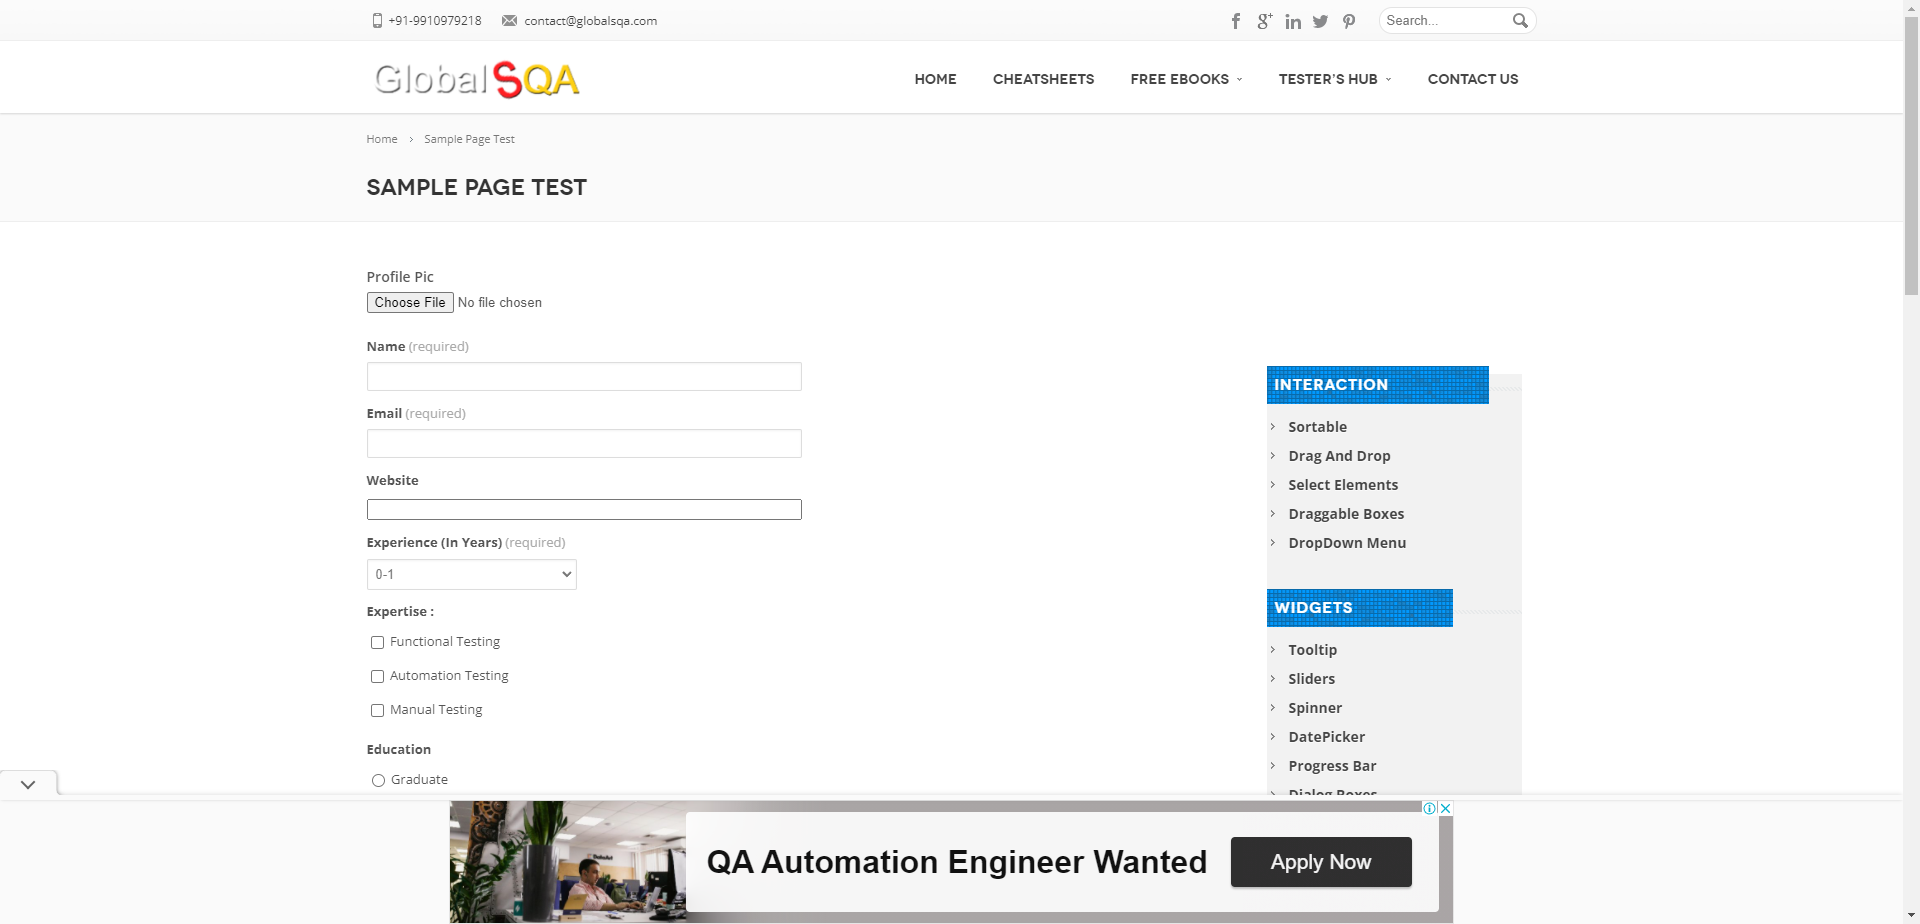 +91-9910979218 contact@globalsqa.com
Search...
GlobalSQA
HOME CHEATSHEETS FREE EBOOKS TESTER'S HUB CONTACT US
Home › Sample Page Test
SAMPLE PAGE TEST
Profile Pic
Choose File No file chosen
Name (required)
Email (required)
Website
Experience (In Years) (required)
0-1
Expertise :
Functional Testing
Automation Testing
Manual Testing
Education
Graduate
INTERACTION
Sortable
Drag And Drop
Select Elements
Draggable Boxes
DropDown Menu
WIDGETS
Tooltip
Sliders
Spinner
DatePicker
Progress Bar
Dialog Boxes
QA Automation Engineer Wanted
Apply Now